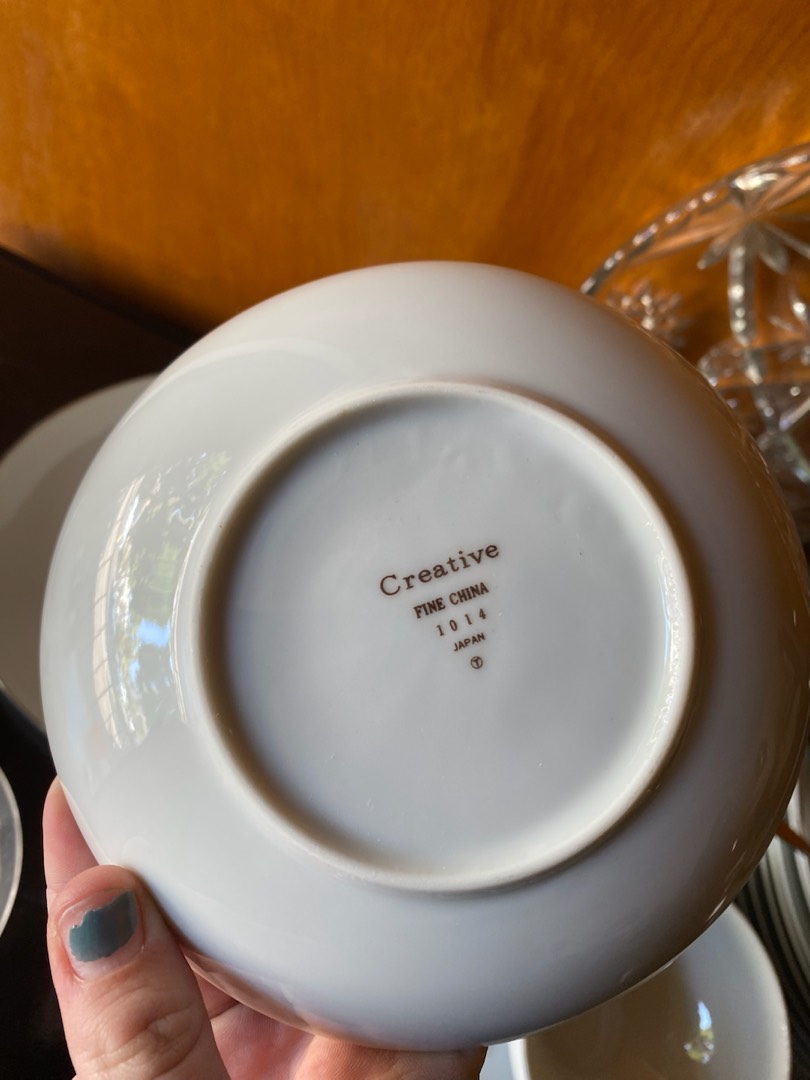 Creative
FINE CHINA
1014
JAPAN
T